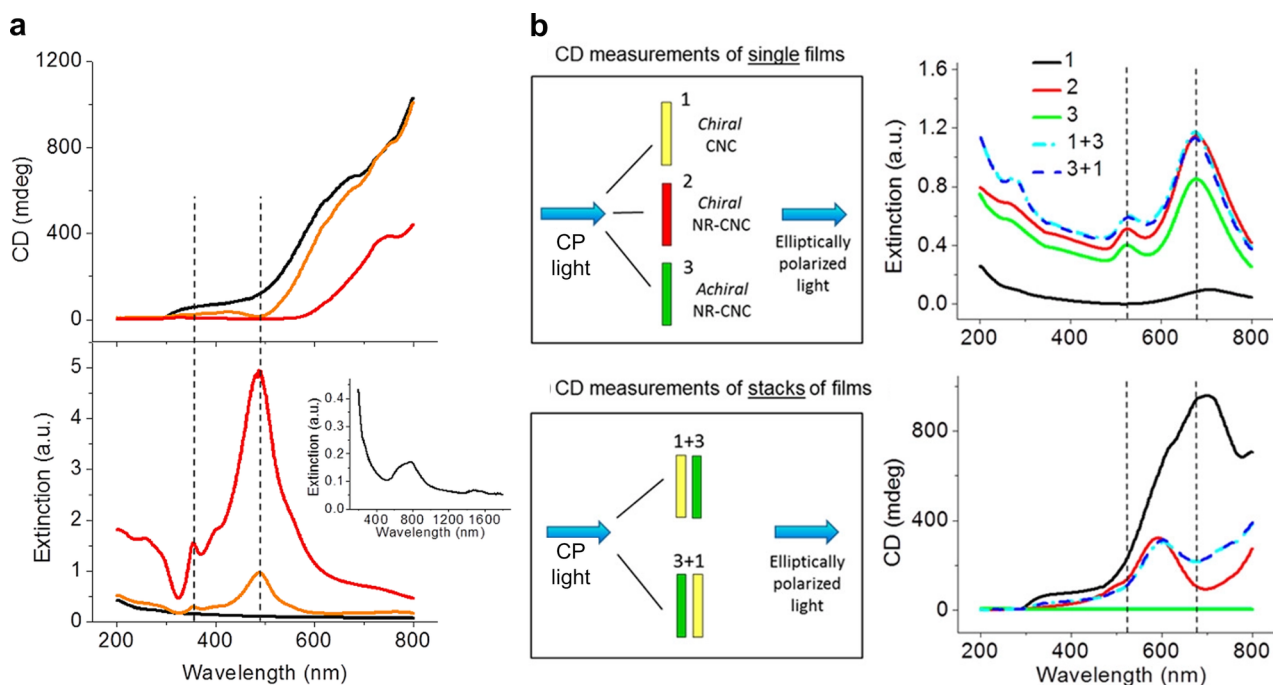 a
1200
800
400
0
CD (mdeg)
5
4
3
2
1
0
Extinction (a.u.)
200 400 600 800
Wavelength (nm)
0.4
0.3
0.2
0.1
0.0
Extinction (a.u.)
400 800 1200 1600
Wavelength (nm)
b
CD measurements of single films
1
Chiral
CNC
2
Chiral
NR-CNC
3
Achiral
NR-CNC
CP
light
Elliptically
polarized
light
) CD measurements of stacks of films
1+3
3+1
CP
light
Elliptically
polarized
light
1.6
1.2
0.8
0.4
0.0
Extinction (a.u.)
1
2
3
1+3
3+1
200 400 600 800
800
400
0
CD (mdeg)
200 400 600 800
Wavelength (nm)